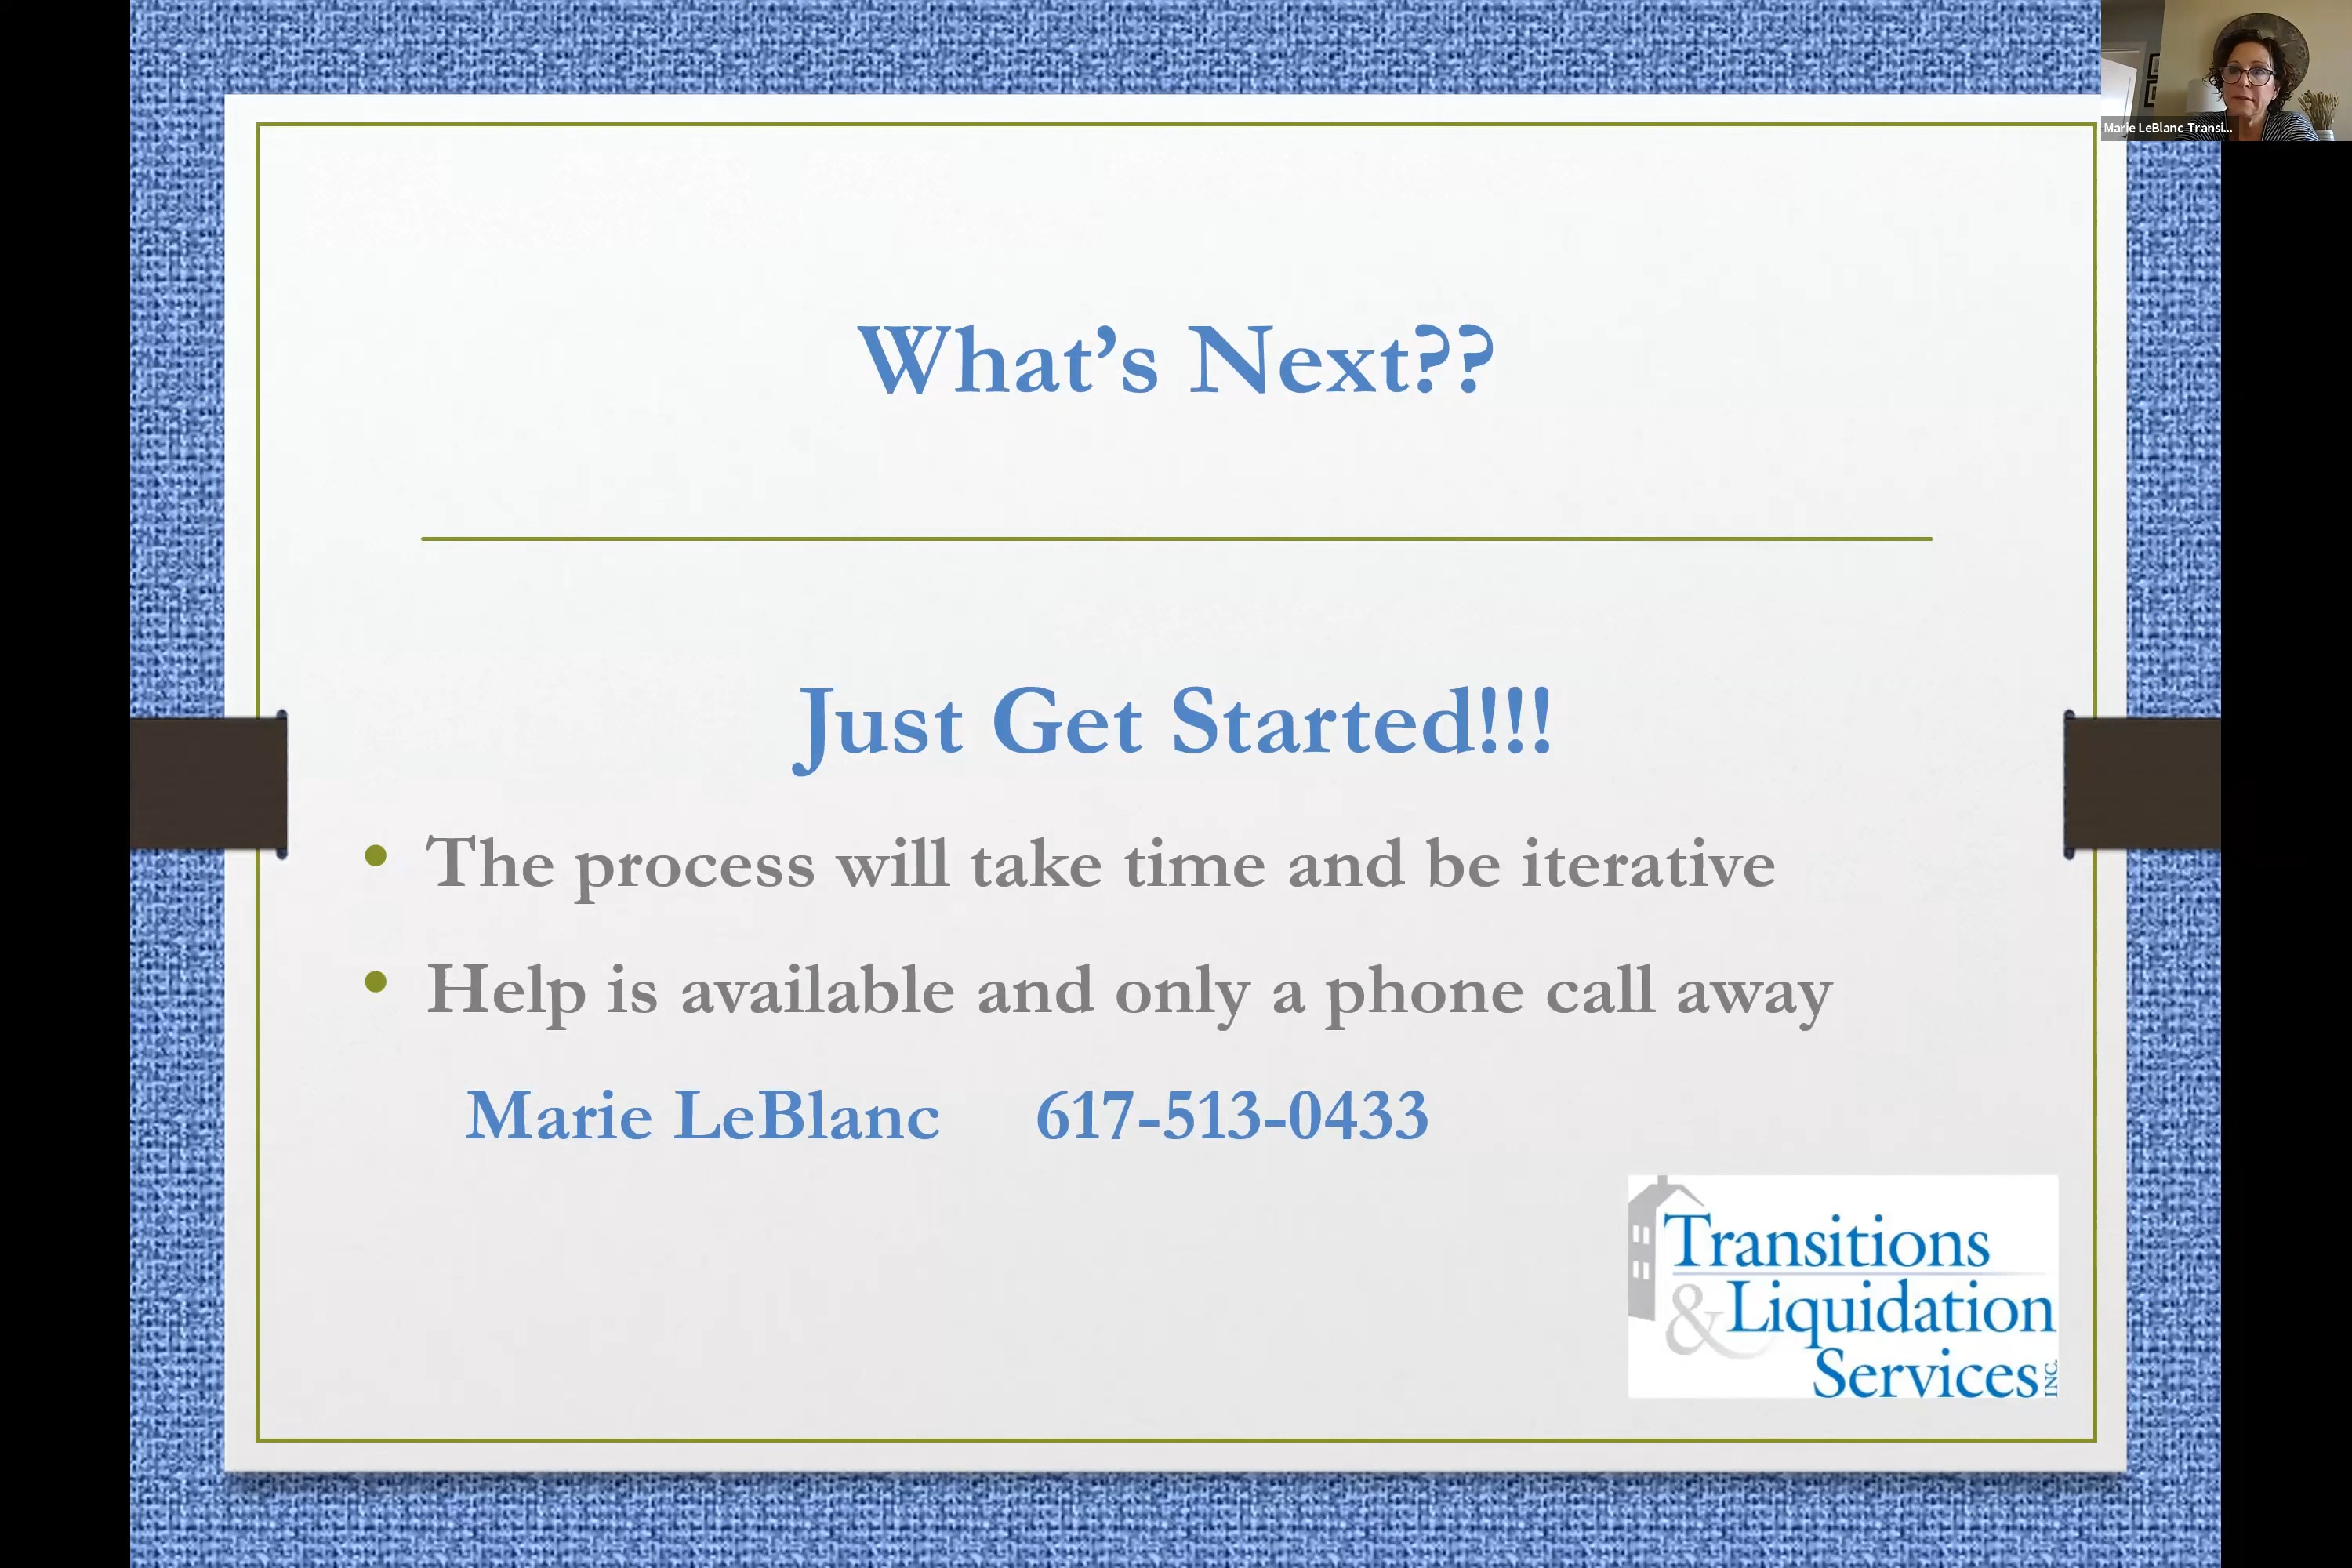 Marie LeBlanc Transi...
What’s Next??
Just Get Started!!!
• The process will take time and be iterative
• Help is available and only a phone call away
Marie LeBlanc 617-513-0433
Transitions
& Liquidation
Services INC.